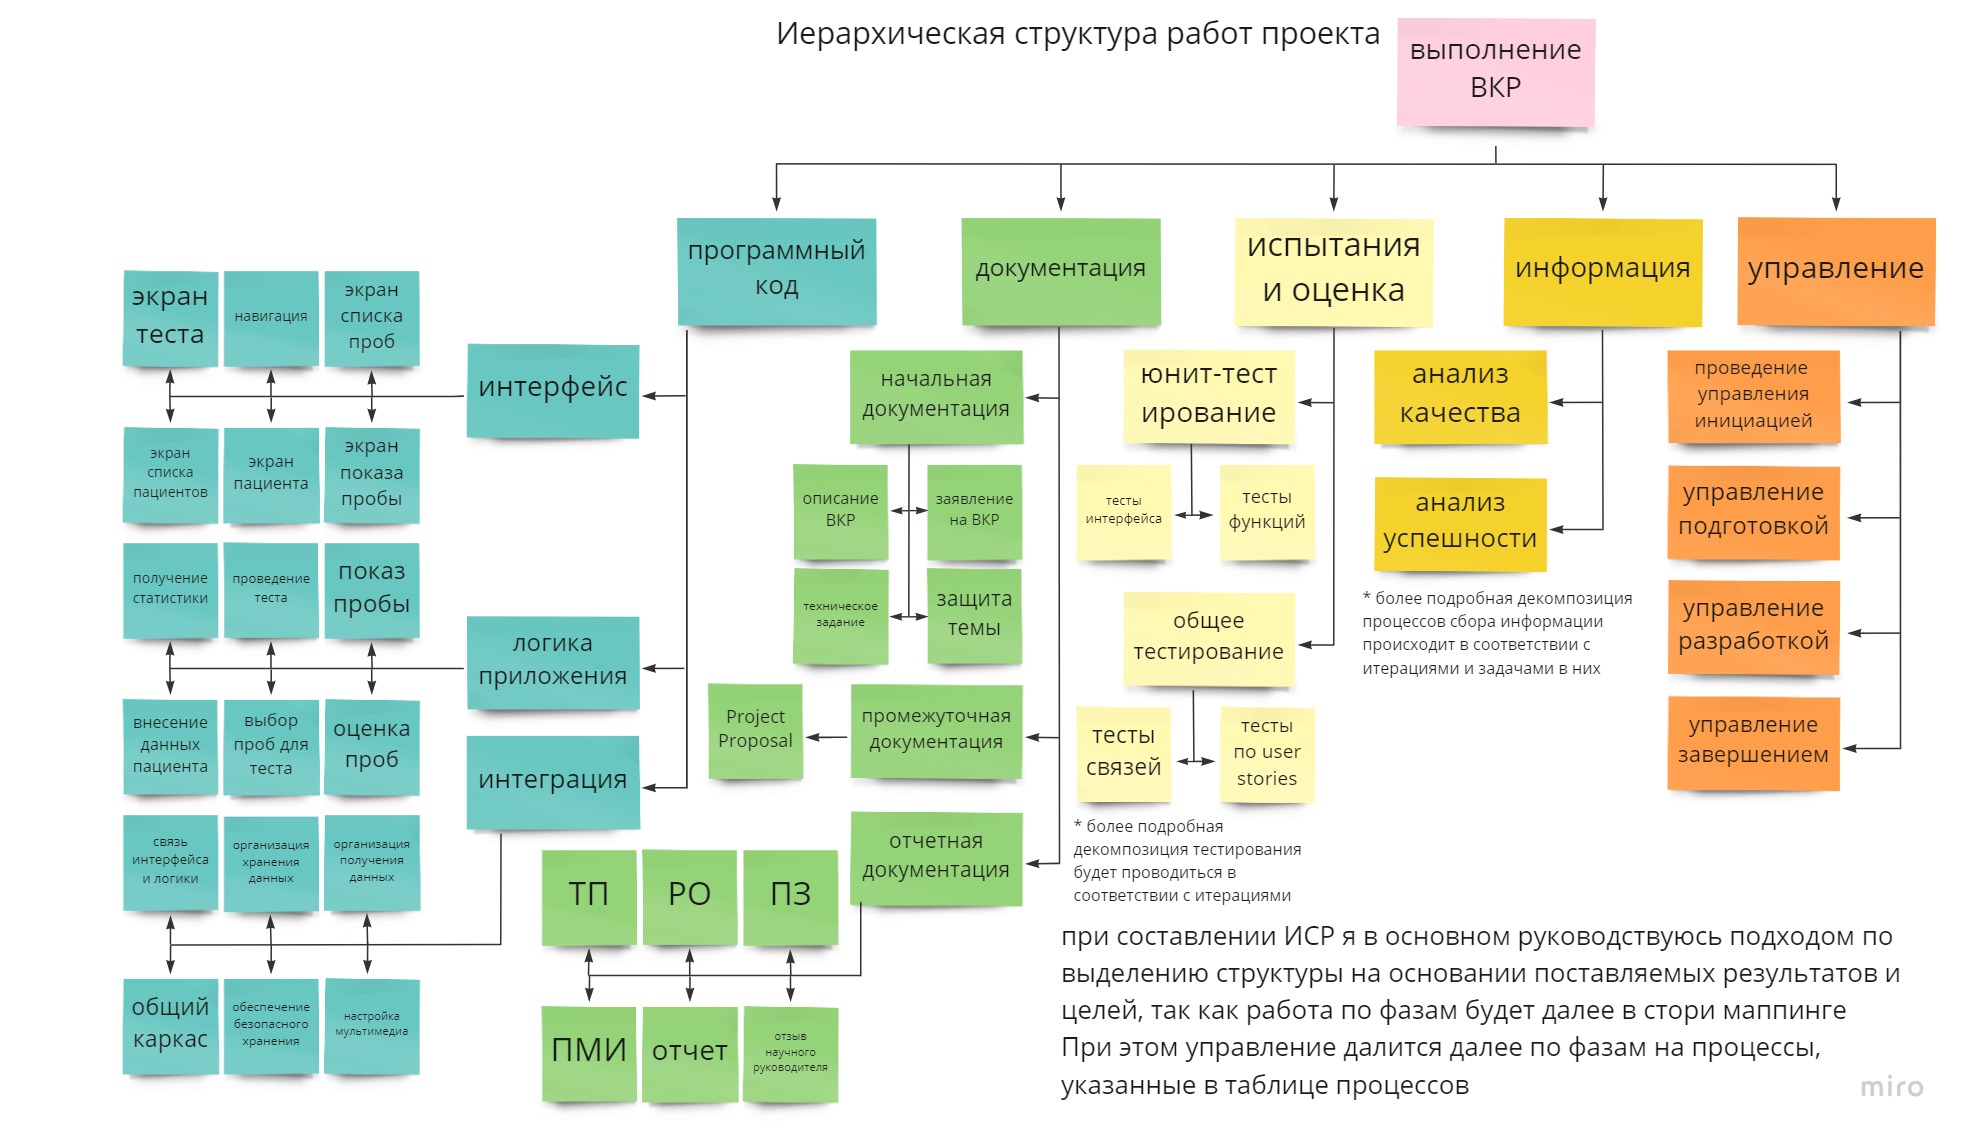 Иерархическая структура работ проекта
выполнение
ВКР
программный
код
документация
испытания
и оценка
информация
управление
экран
теста
навигация
экран
списка
проб
интерфейс
экран
списка
пациентов
экран
пациента
экран
показа
пробы
получение
статистики
проведение
теста
показ
пробы
логика
приложения
внесение
данных
пациента
выбор
проб для
теста
оценка
проб
интеграция
связь
интерфейса
и логики
организация
хранения
данных
организация
получения
данных
общий
каркас
обеспечение
безопасного
хранения
настройка
мультимедиа
начальная
документация
описание
ВКР
заявление
на ВКР
техническое
задание
защита
темы
Project
Proposal
промежуточная
документация
отчетная
документация
ТП
РО
ПЗ
ПМИ
отчет
отзыв
научного
руководителя
юнит-тест
ирование
тесты
интерфейса
тесты
функций
общее
тестирование
тесты
связей
тесты
по user
stories
* более подробная
декомпозиция тестирования
будет проводиться в
соответствии с итерациями
анализ
качества
анализ
успешности
* более подробная декомпозиция
процессов сбора информации
происходит в соответствии с
итерациями и задачами в них
проведение
управления
инициацией
управление
подготовкой
управление
разработкой
управление
завершением
при составлении ИСР я в основном руководствуюсь подходом по
выделению структуры на основании поставляемых результатов и
целей, так как работа по фазам будет далее в стори маппинге
При этом управление далится далее по фазам на процессы,
указанные в таблице процессов
miro